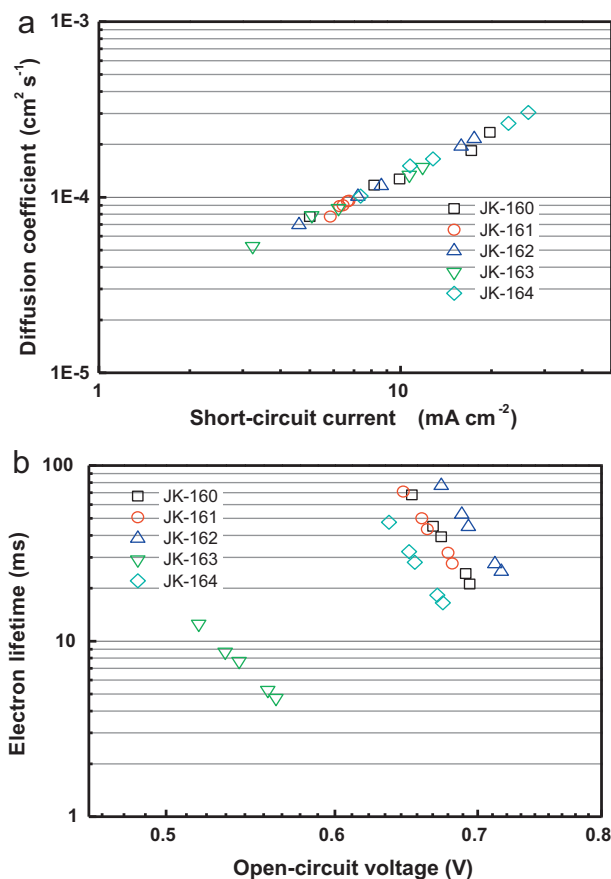 a
1E-3
1E-4
1E-5
Diffusion coefficient (cm² s⁻¹)
JK-160
JK-161
JK-162
JK-163
JK-164
1
10
Short-circuit current (mA cm⁻²)
b
100
10
1
Electron lifetime (ms)
JK-160
JK-161
JK-162
JK-163
JK-164
0.5
0.6
0.7
0.8
Open-circuit voltage (V)